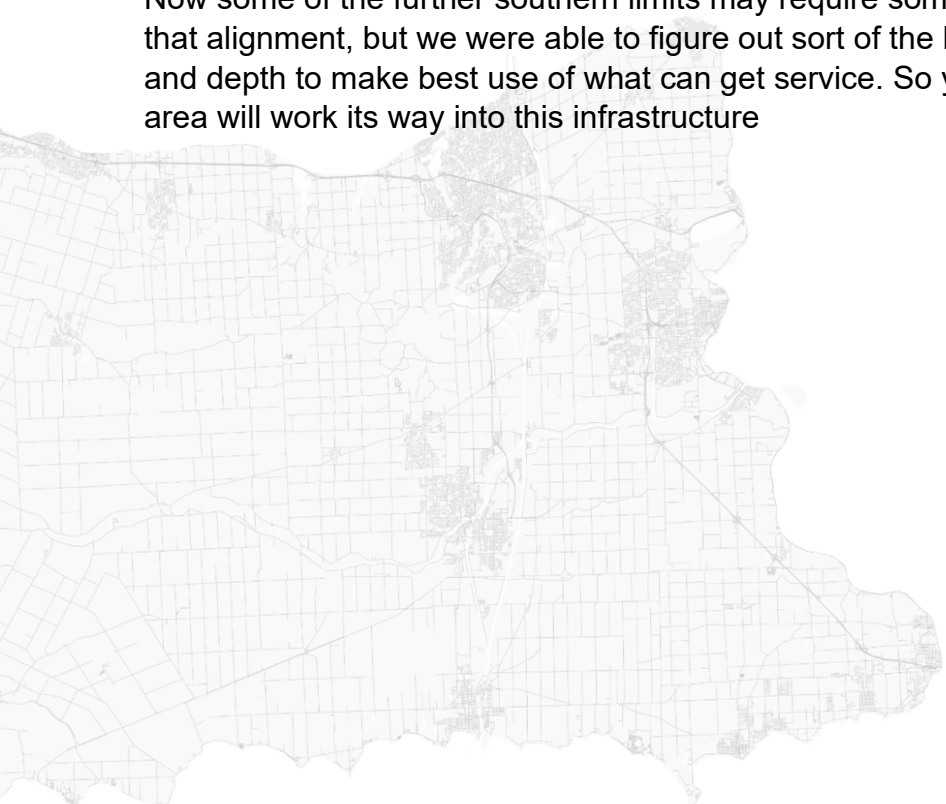 Now some of the further southern limits may require som
that alignment, but we were able to figure out sort of the
and depth to make best use of what can get service. So y
area will work its way into this infrastructure